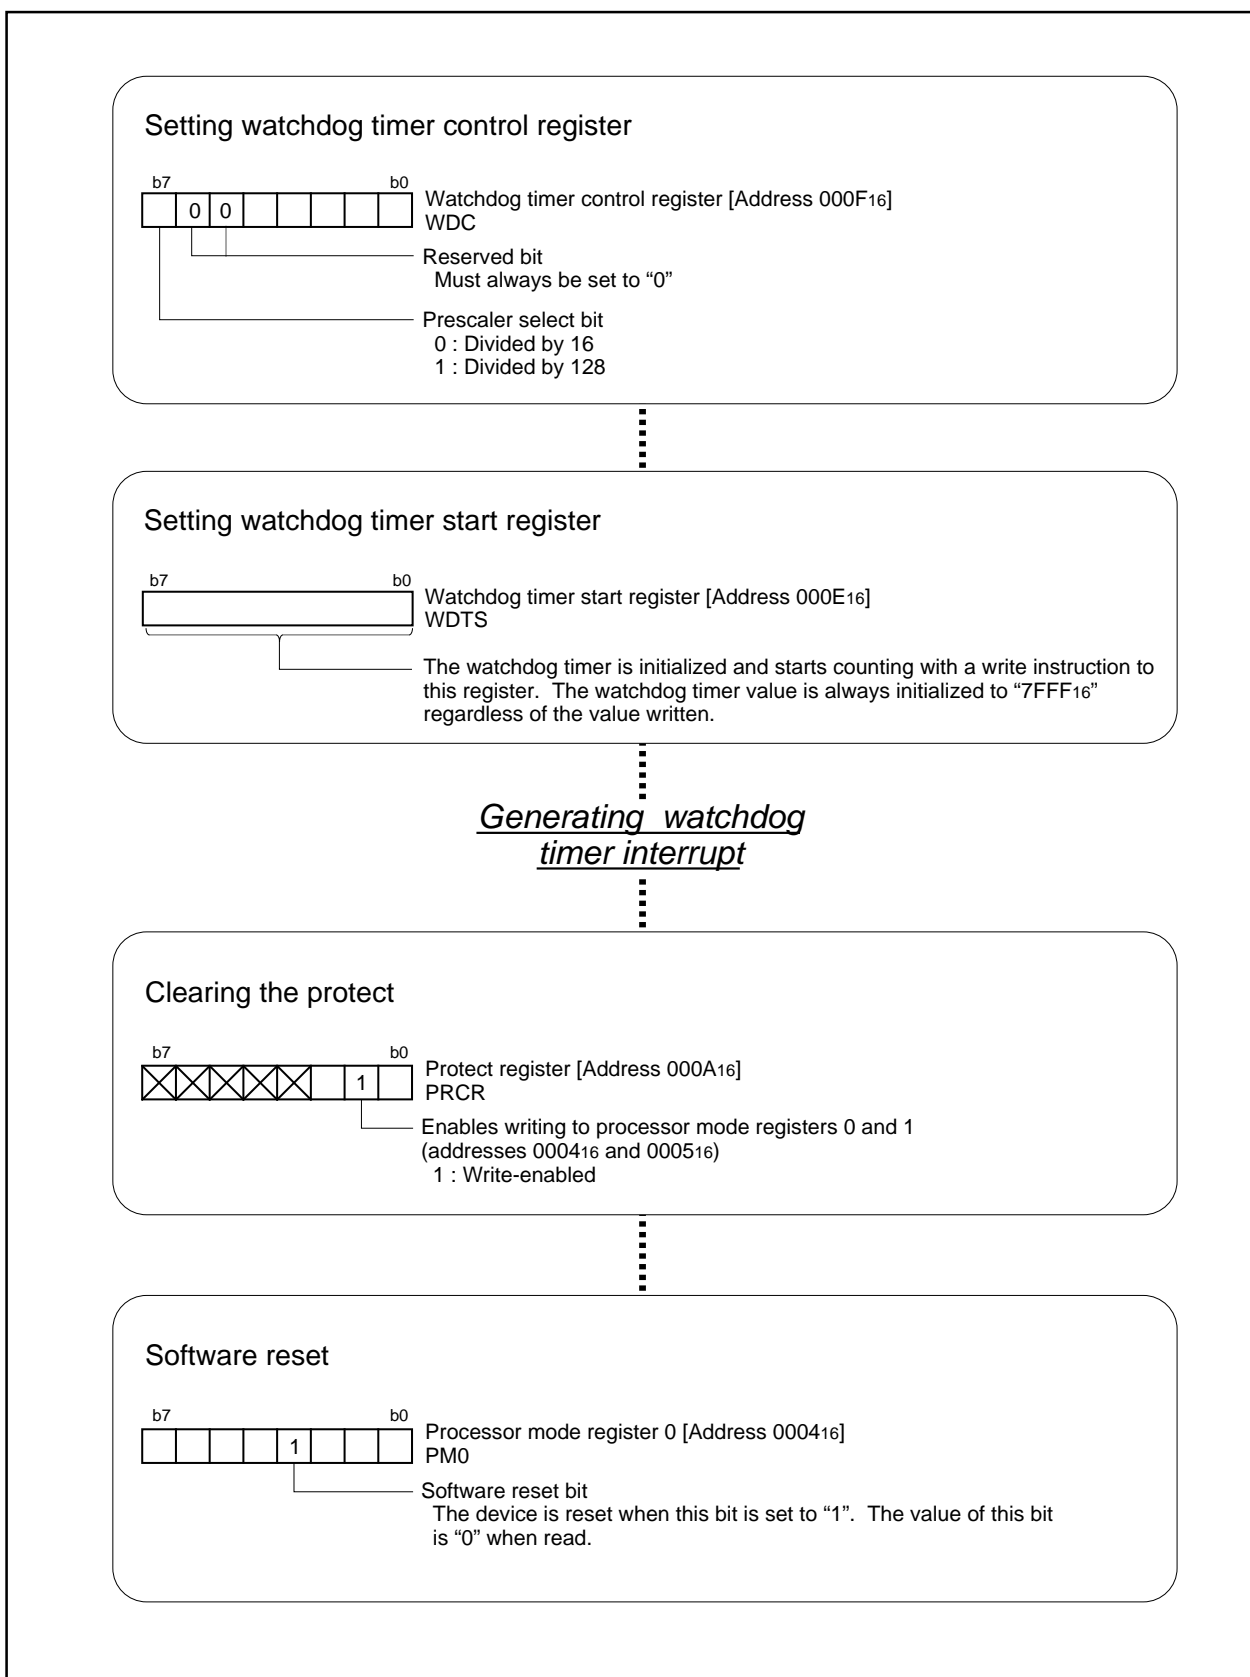 Setting watchdog timer control register
b7 b0
0 0
Watchdog timer control register [Address 000F16]
WDC
Reserved bit
Must always be set to “0”
Prescaler select bit
0 : Divided by 16
1 : Divided by 128
Setting watchdog timer start register
b7 b0
Watchdog timer start register [Address 000E16]
WDTS
The watchdog timer is initialized and starts counting with a write instruction to
this register. The watchdog timer value is always initialized to “7FFF16”
regardless of the value written.
Generating watchdog
timer interrupt
Clearing the protect
b7 b0
1
Protect register [Address 000A16]
PRCR
Enables writing to processor mode registers 0 and 1
(addresses 000416 and 000516)
1 : Write-enabled
Software reset
b7 b0
1
Processor mode register 0 [Address 000416]
PM0
Software reset bit
The device is reset when this bit is set to “1”. The value of this bit
is “0” when read.